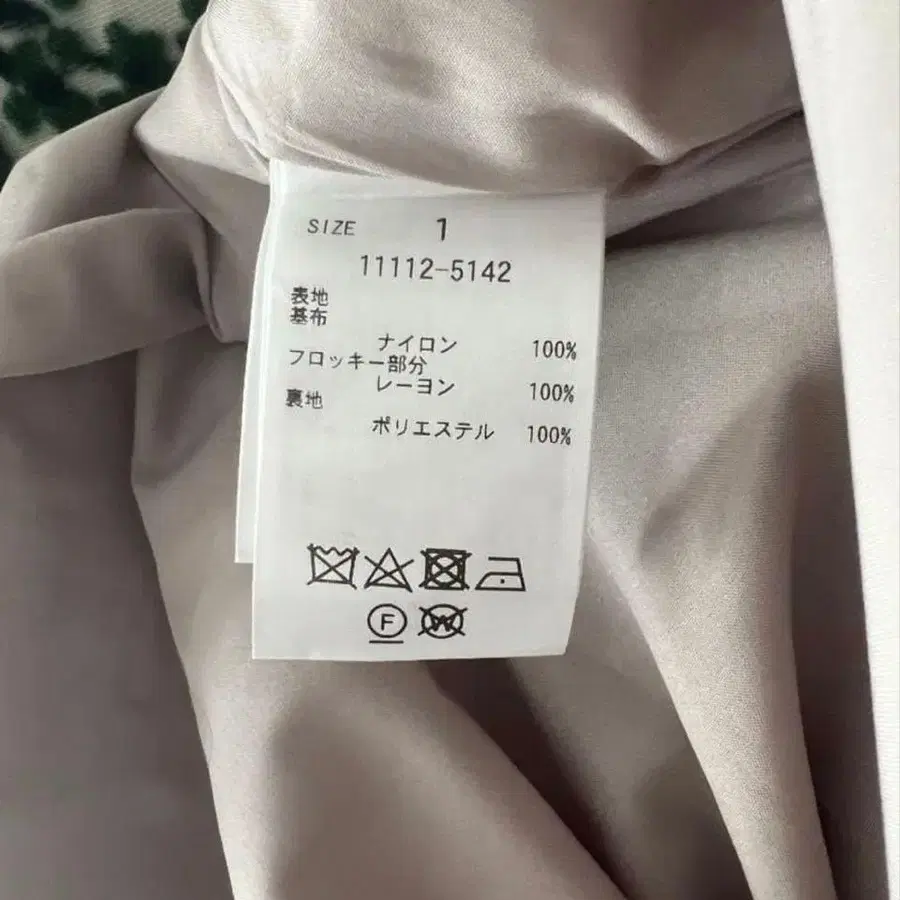 SIZE 1
11112-5142
表地
基布
ナイロン 100%
フロッキー部分
レーヨン 100%
裏地
ポリエステル 100%
F W